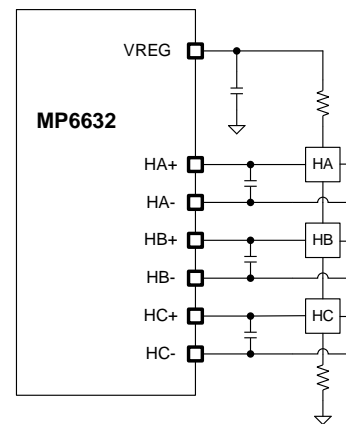 VREG
MP6632
HA+
HA
HA-
HB+
HB
HB-
HC+
HC
HC-